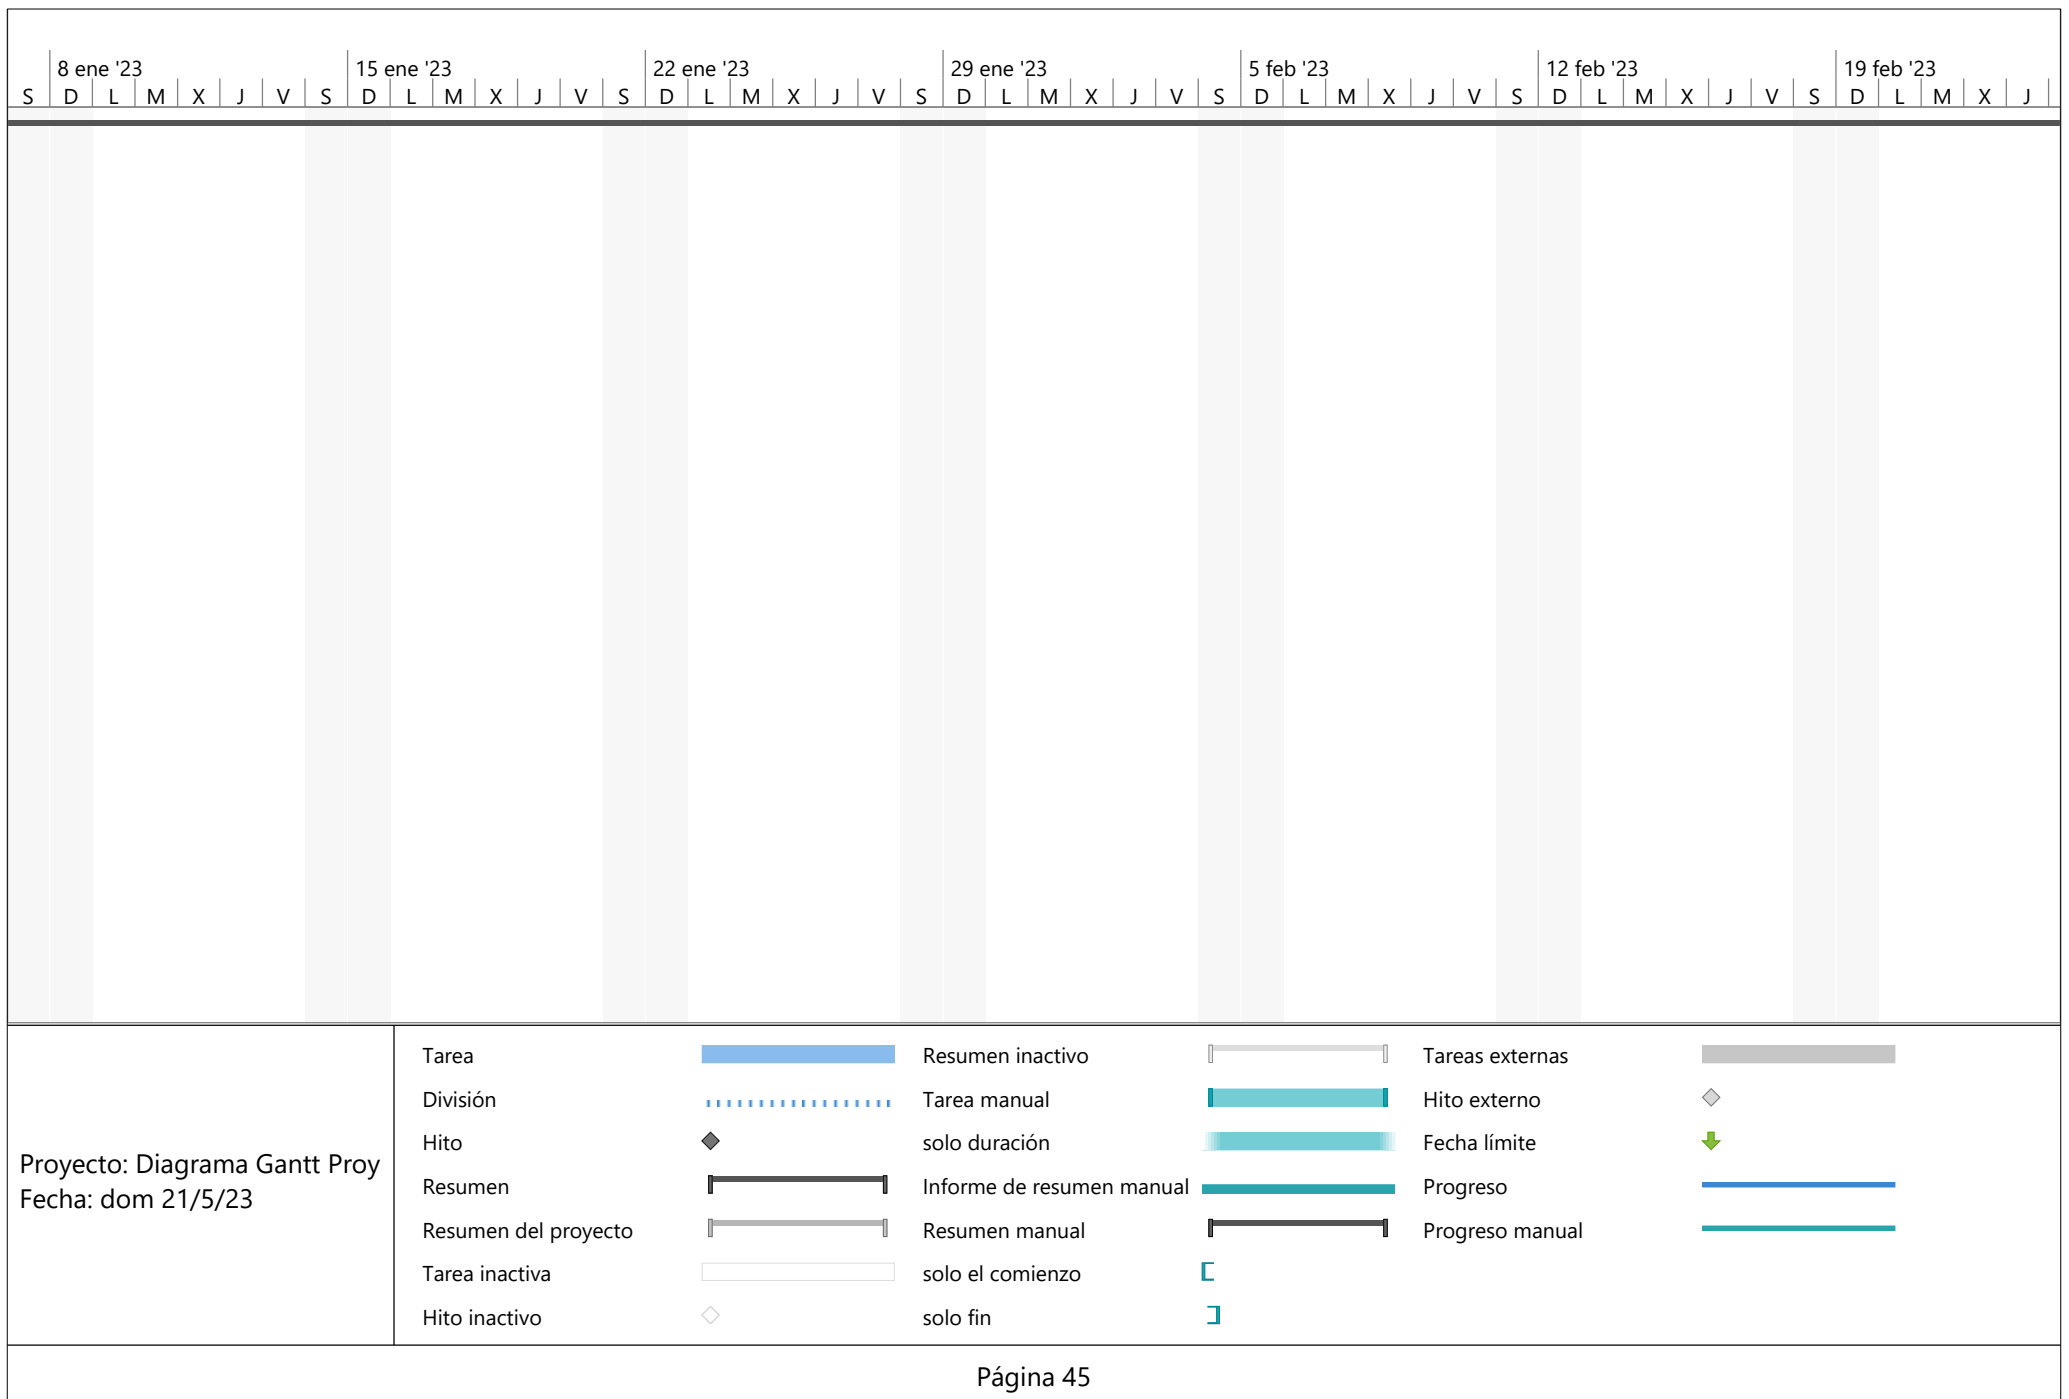 8 ene '23 15 ene '23 22 ene '23 29 ene '23 5 feb '23 12 feb '23 19 feb '23
S D L M X J V S D L M X J V S D L M X J V S D L M X J V S D L M X J V S D L M X J V S D L M X J
Proyecto: Diagrama Gantt Proy
Fecha: dom 21/5/23
Tarea
División
Hito
Resumen
Resumen del proyecto
Tarea inactiva
Hito inactivo
Resumen inactivo
Tarea manual
solo duración
Informe de resumen manual
Resumen manual
solo el comienzo
solo fin
Tareas externas
Hito externo
Fecha límite
Progreso
Progreso manual
Página 45